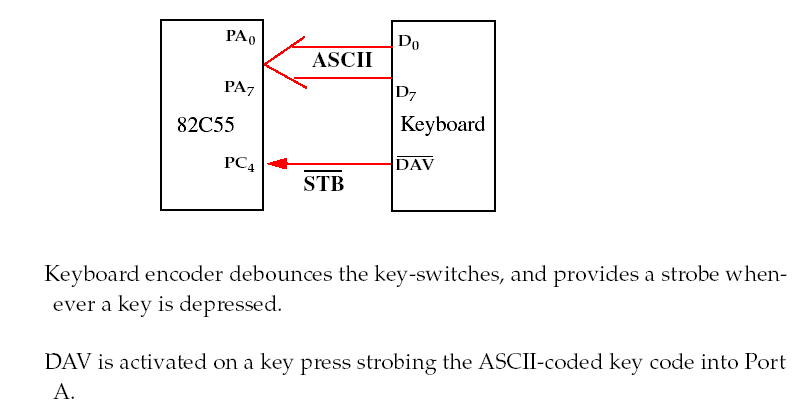 PA0 D0
ASCII
PA7 D7
82C55 Keyboard
PC4 DAV
STB
Keyboard encoder debounces the key-switches, and provides a strobe when-
ever a key is depressed.
DAV is activated on a key press strobing the ASCII-coded key code into Port
A.